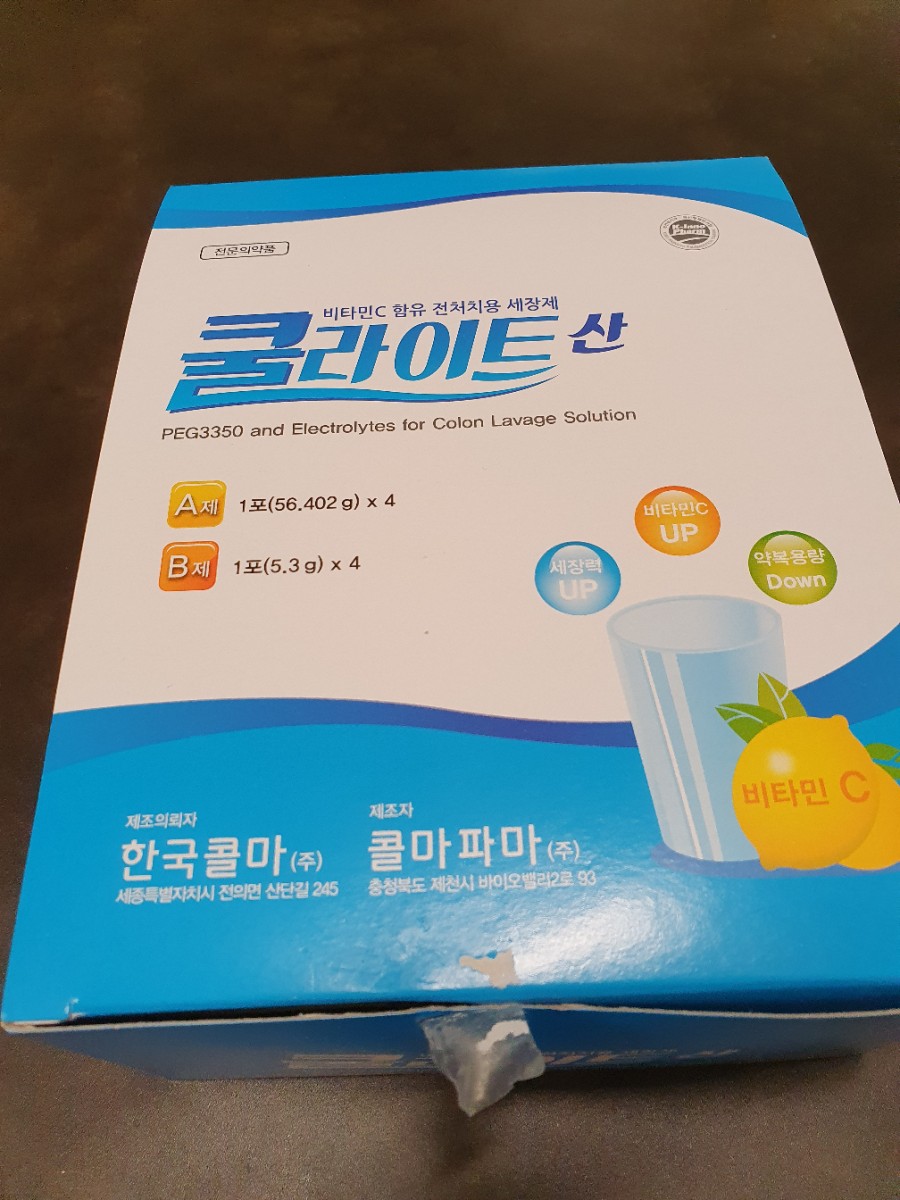 전문의약품
K-inno
Pharm
비타민C 함유 전처치용 세장제
쿨라이트 산
PEG3350 and Electrolytes for Colon Lavage Solution
A제 1포(56.402 g) x 4
B제 1포(5.3 g) x 4
비타민C
UP
세장력
UP
약복용량
Down
비타민 C
제조의뢰자
한국콜마(주)
세종특별자치시 전의면 산단길 245
제조자
콜마파마(주)
충청북도 제천시 바이오밸리2로 93